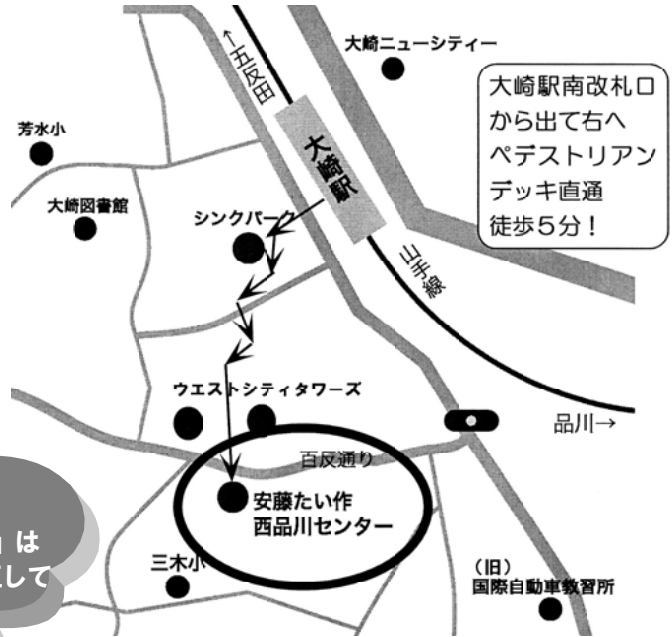 大崎ニューシティー
←五反田
大崎駅南改札口
から出て右へ
ペデストリアン
デッキ直通
徒歩5分！
芳水小
大崎駅
大崎図書館
シンクパーク
山手線
ウエストシティタワーズ
品川→
百反通り
安藤たい作
西品川センター
は
して
三木小
（旧）
国際自動車教習所